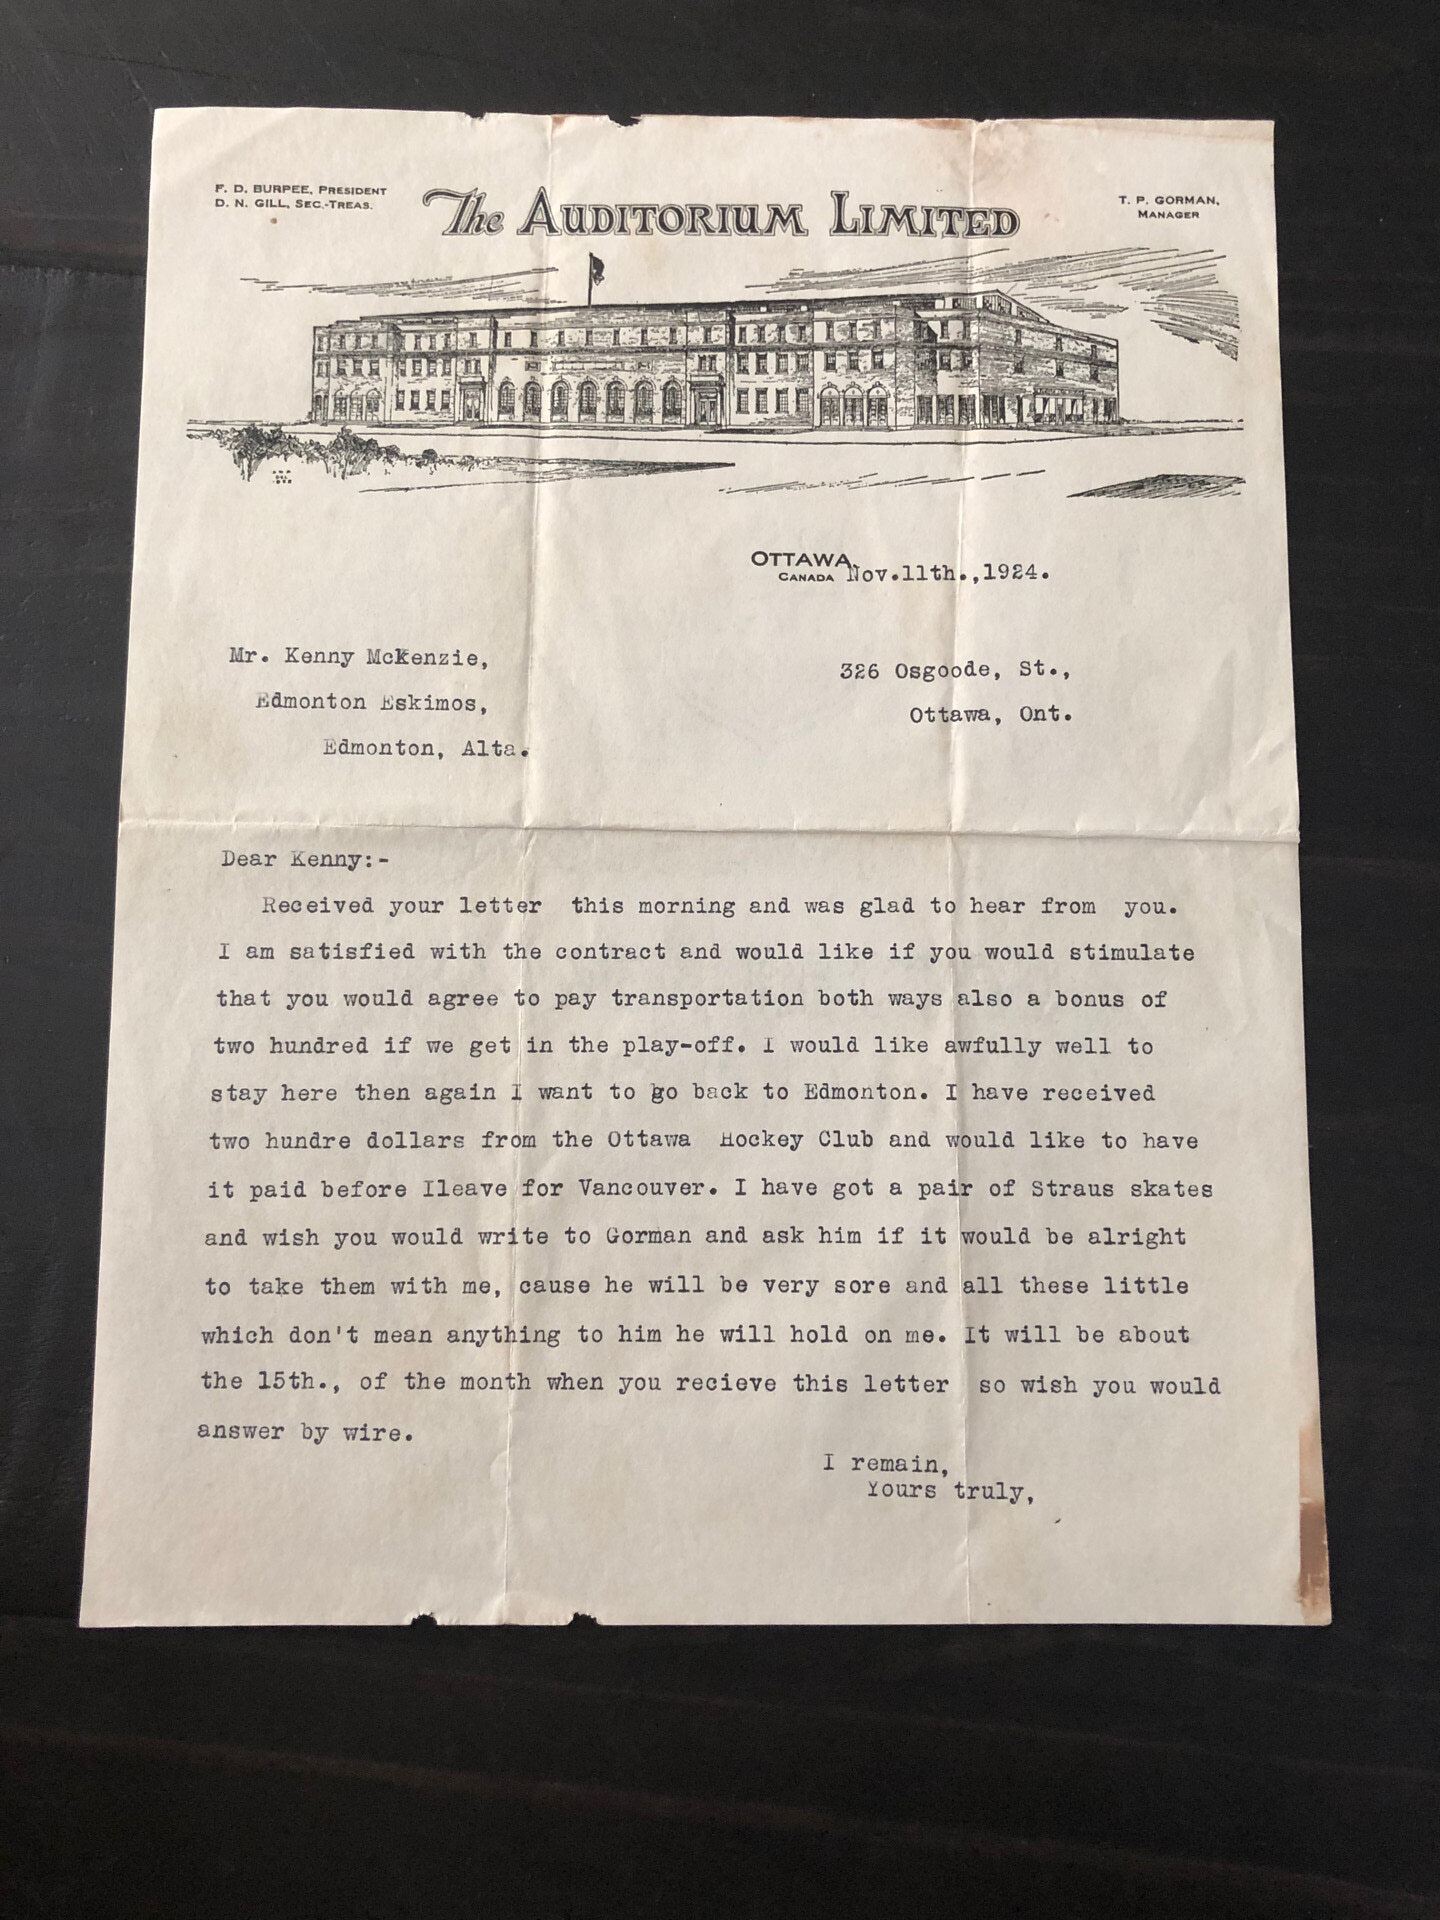 F. D. BURPEE, PRESIDENT
D. N. GILL, SEC.-TREAS.
The AUDITORIUM LIMITED
T. P. GORMAN,
MANAGER
OTTAWA,
CANADA Nov.11th.,1924.
Mr. Kenny McKenzie,
Edmonton Eskimos,
Edmonton, Alta.
326 Osgoode, St.,
Ottawa, Ont.
Dear Kenny:-
Received your letter this morning and was glad to hear from you.
I am satisfied with the contract and would like if you would stimulate
that you would agree to pay transportation both ways also a bonus of
two hundred if we get in the play-off. I would like awfully well to
stay here then again I want to go back to Edmonton. I have received
two hundre dollars from the Ottawa Hockey Club and would like to have
it paid before Ileave for Vancouver. I have got a pair of Straus skates
and wish you would write to Gorman and ask him if it would be alright
to take them with me, cause he will be very sore and all these little
which don't mean anything to him he will hold on me. It will be about
the 15th., of the month when you recieve this letter so wish you would
answer by wire.
I remain,
Yours truly,